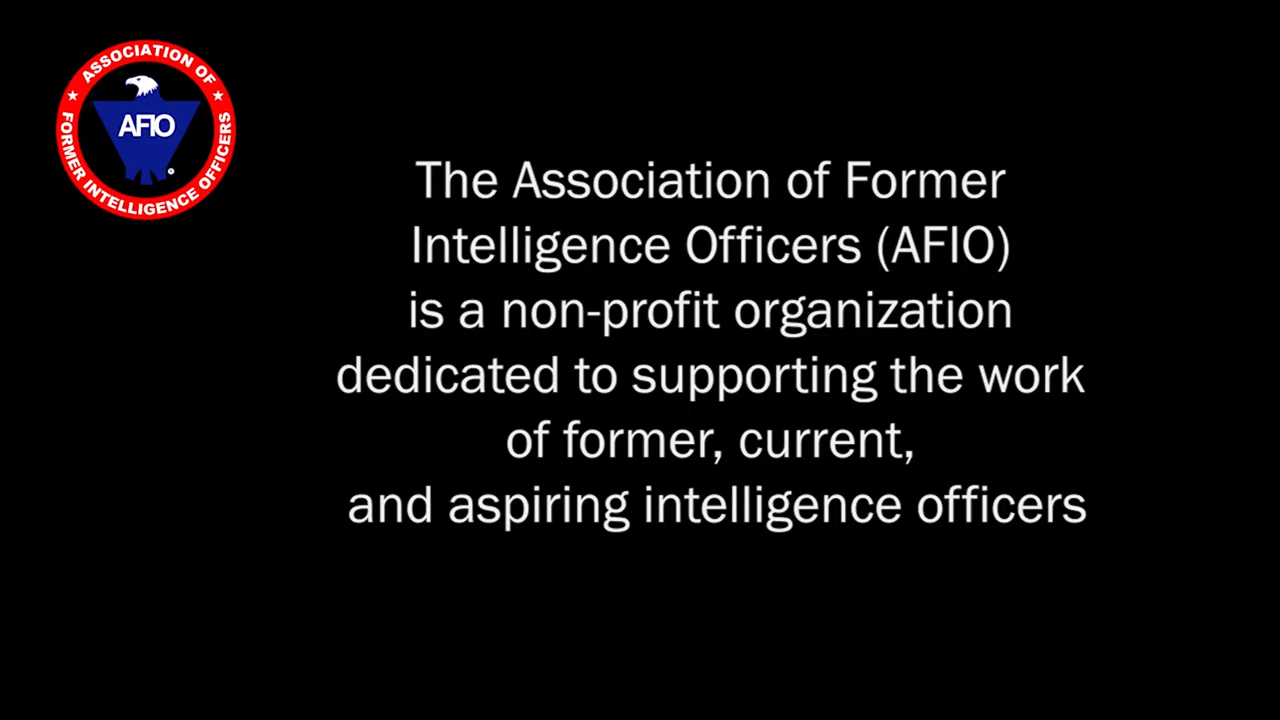 ASSOCIATION OF
FORMER INTELLIGENCE OFFICERS
AFIO
The Association of Former
Intelligence Officers (AFIO)
is a non-profit organization
dedicated to supporting the work
of former, current,
and aspiring intelligence officers